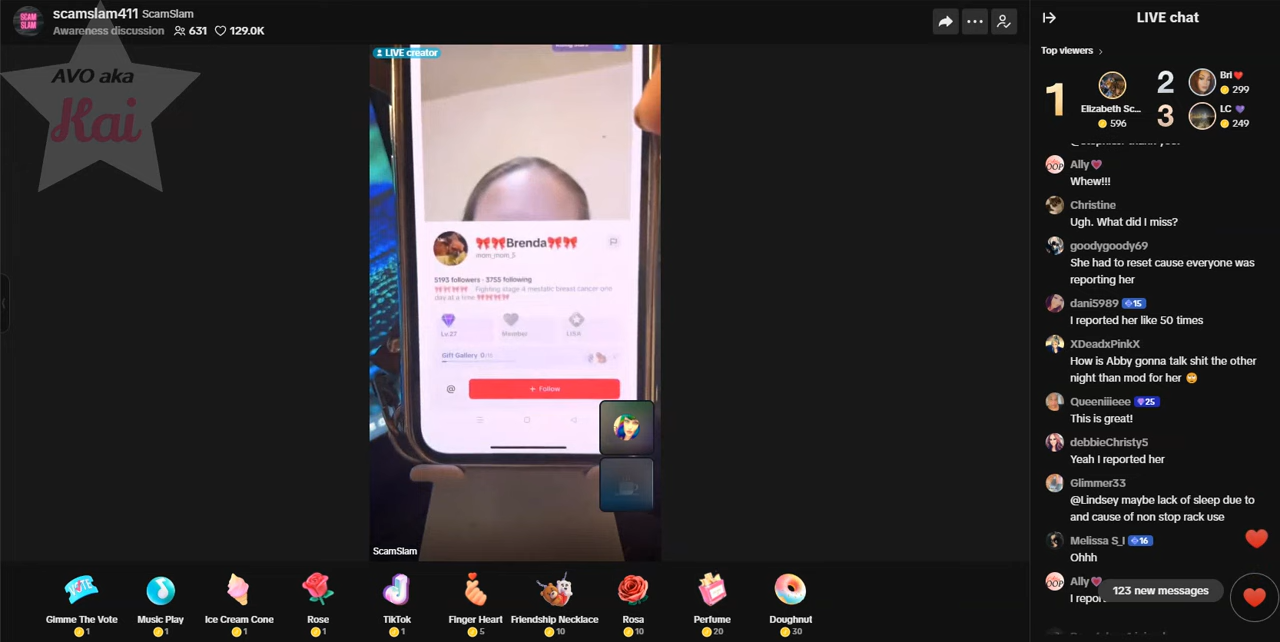 SCAM
SLAM
scamslam411 ScamSlam
Awareness discussion 631 129.0K
AVO aka
Kai
LIVE creator
🎀🎀Brenda🎀🎀
mom_mom_5
5193 followers · 3755 following
🎀🎀🎀🎀 Fighting stage 4 mestatic breast cancer one
day at a time 🎀🎀🎀🎀
Lv.27
Member
Gift Gallery 0/
@
+ Follow
ScamSlam
Gimme The Vote
1
Music Play
1
Ice Cream Cone
1
Rose
1
TikTok
1
Finger Heart
5
Friendship Necklace
10
Rosa
10
Perfume
20
Doughnut
30
LIVE chat
Top viewers >
1
Elizabeth Sc...
596
2
Bri❤️
299
3
LC 💜
249
Ally💗
Whew!!!
Christine
Ugh. What did I miss?
goodygoody69
She had to reset cause everyone was
reporting her
dani5989 15
I reported her like 50 times
XDeadxPinkX
How is Abby gonna talk shit the other
night than mod for her 🙄
Queeniiieee 25
This is great!
debbieChristy5
Yeah I reported her
Glimmer33
@Lindsey maybe lack of sleep due to
and cause of non stop rack use
Melissa S_I 16
Ohhh
Ally💗
I repor
123 new messages